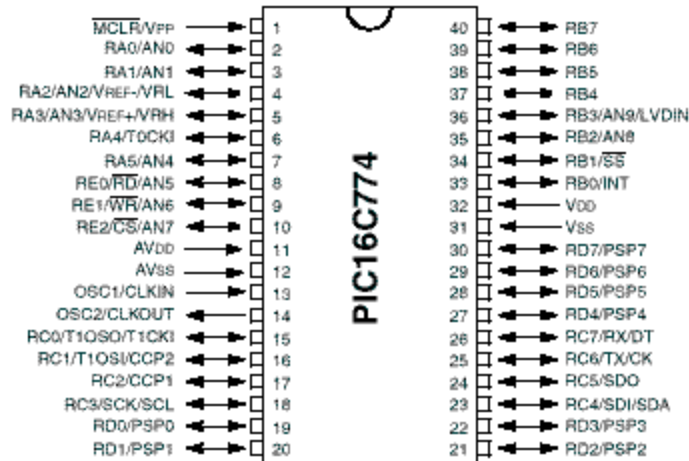 MCLR/VPP 1 40 RB7
RA0/AN0 2 39 RB6
RA1/AN1 3 38 RB5
RA2/AN2/VREF-/VRL 4 37 RB4
RA3/AN3/VREF+/VRH 5 36 RB3/AN9/LVDIN
RA4/T0CKI 6 35 RB2/AN8
RA5/AN4 7 34 RB1/SS
RE0/RD/AN5 8 33 RB0/INT
RE1/WR/AN6 9 32 VDD
RE2/CS/AN7 10 31 VSS
AVDD 11 30 RD7/PSP7
AVSS 12 29 RD6/PSP6
OSC1/CLKIN 13 28 RD5/PSP5
OSC2/CLKOUT 14 27 RD4/PSP4
RC0/T1OSO/T1CKI 15 26 RC7/RX/DT
RC1/T1OSI/CCP2 16 25 RC6/TX/CK
RC2/CCP1 17 24 RC5/SDO
RC3/SCK/SCL 18 23 RC4/SDI/SDA
RD0/PSP0 19 22 RD3/PSP3
RD1/PSP1 20 21 RD2/PSP2
PIC16C774